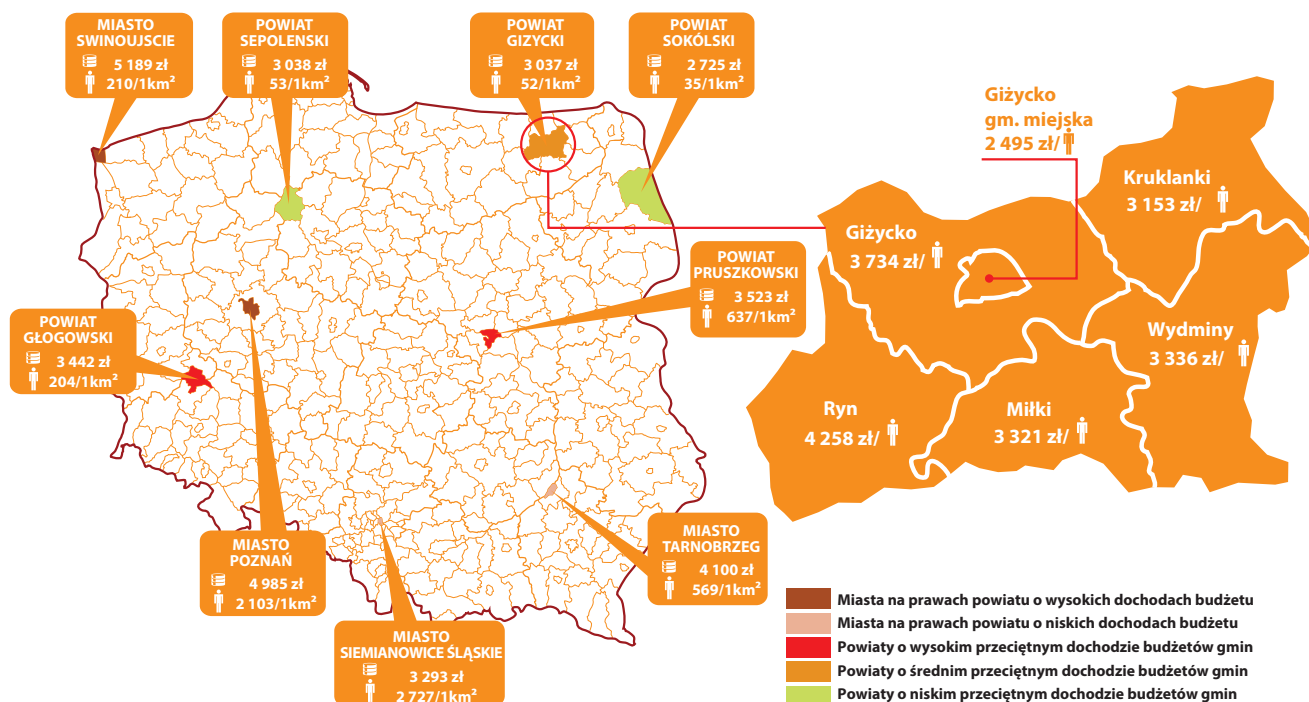 MIASTO
SWINOUJSCIE
5 189 zł
210/1km²
POWIAT
SEPOLENSKI
3 038 zł
53/1km²
POWIAT
GIZYCKI
3 037 zł
52/1km²
POWIAT
SOKÓLSKI
2 725 zł
35/1km²
Giżycko
gm. miejska
2 495 zł/
Kruklanki
3 153 zł/
Giżycko
3 734 zł/
Wydminy
3 336 zł/
Ryn
4 258 zł/
Miłki
3 321 zł/
POWIAT
PRUSZKOWSKI
3 523 zł
637/1km²
POWIAT
GŁOGOWSKI
3 442 zł
204/1km²
MIASTO
POZNAŃ
4 985 zł
2 103/1km²
MIASTO
TARNOBRZEG
4 100 zł
569/1km²
MIASTO
SIEMIANOWICE ŚLĄSKIE
3 293 zł
2 727/1km²
Miasta na prawach powiatu o wysokich dochodach budżetu
Miasta na prawach powiatu o niskich dochodach budżetu
Powiaty o wysokim przeciętnym dochodzie budżetów gmin
Powiaty o średnim przeciętnym dochodzie budżetów gmin
Powiaty o niskim przeciętnym dochodzie budżetów gmin